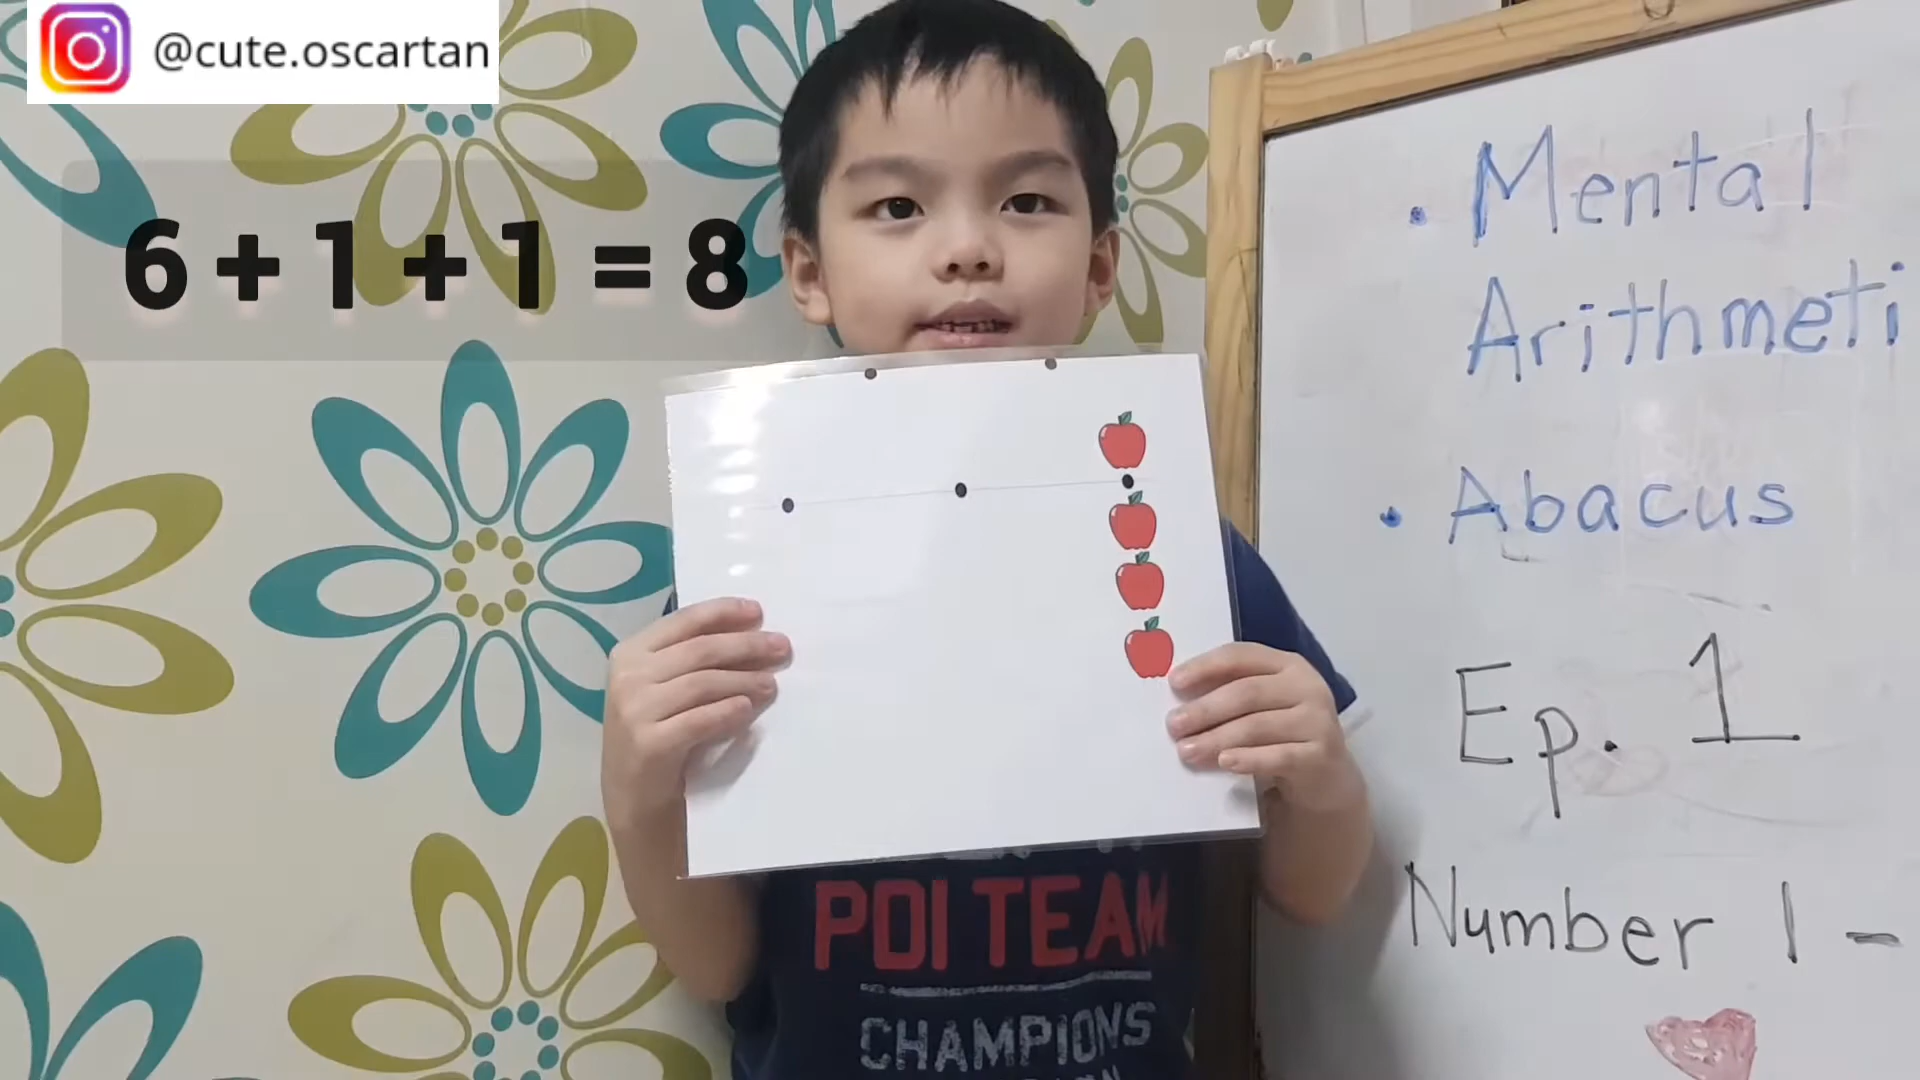 @cute.oscartan
6 + 1 + 1 = 8
• Mental
Arithmeti
• Abacus
Ep. 1
Number 1 -
POI TEAM
CHAMPIONS